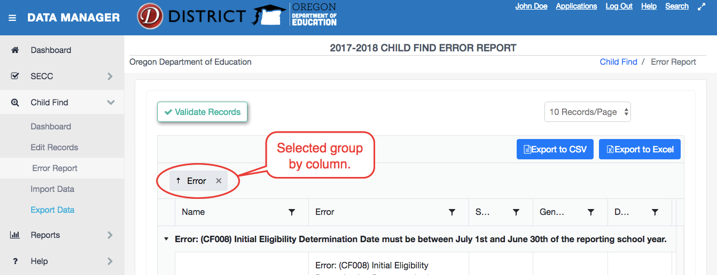 DATA MANAGER
DISTRICT
OREGON
DEPARTMENT OF
EDUCATION
John Doe Applications Log Out Help Search
2017-2018 CHILD FIND ERROR REPORT
Oregon Department of Education
Child Find / Error Report
Dashboard
SECC
Child Find
Dashboard
Edit Records
Error Report
Import Data
Export Data
Reports
Help
Validate Records
10 Records/Page
Selected group
by column.
Export to CSV
Export to Excel
Error
Name Error S... Gen... D...
Error: (CF008) Initial Eligibility Determination Date must be between July 1st and June 30th of the reporting school year.
Error: (CF008) Initial Eligibility